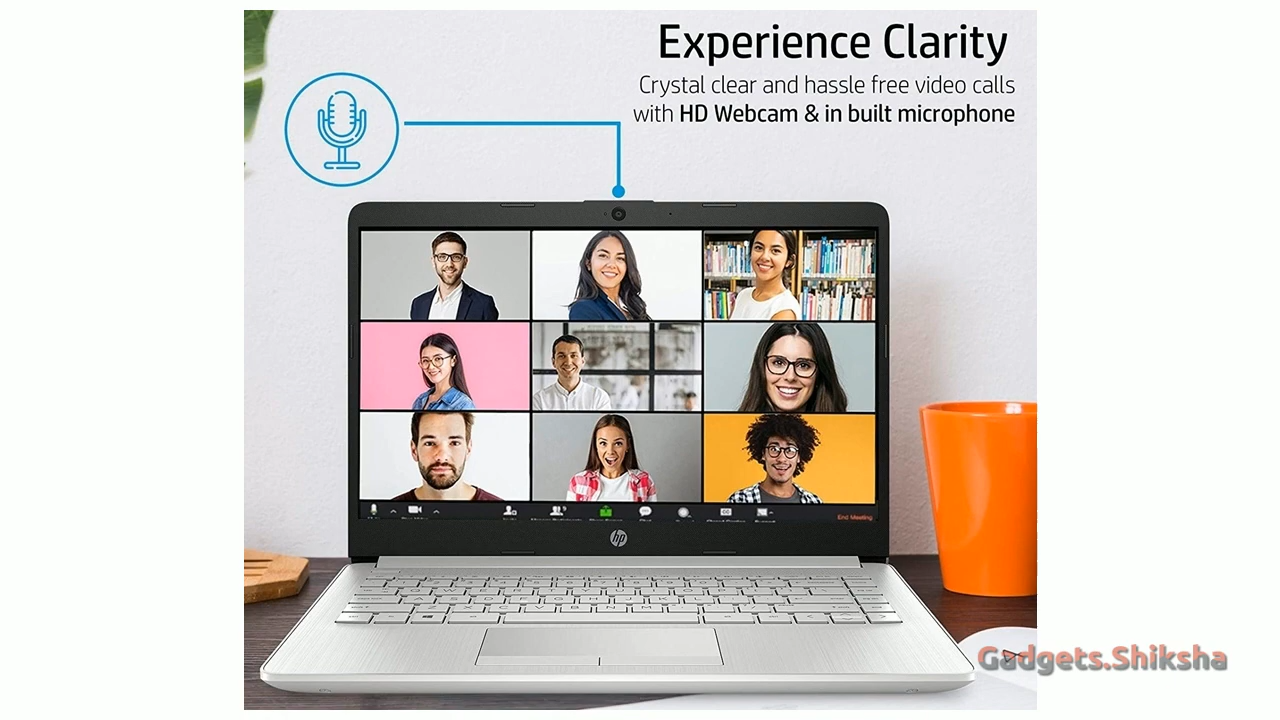 Experience Clarity
Crystal clear and hassle free video calls
with HD Webcam & in built microphone
End Meeting
hp
Gadgets.Shiksha